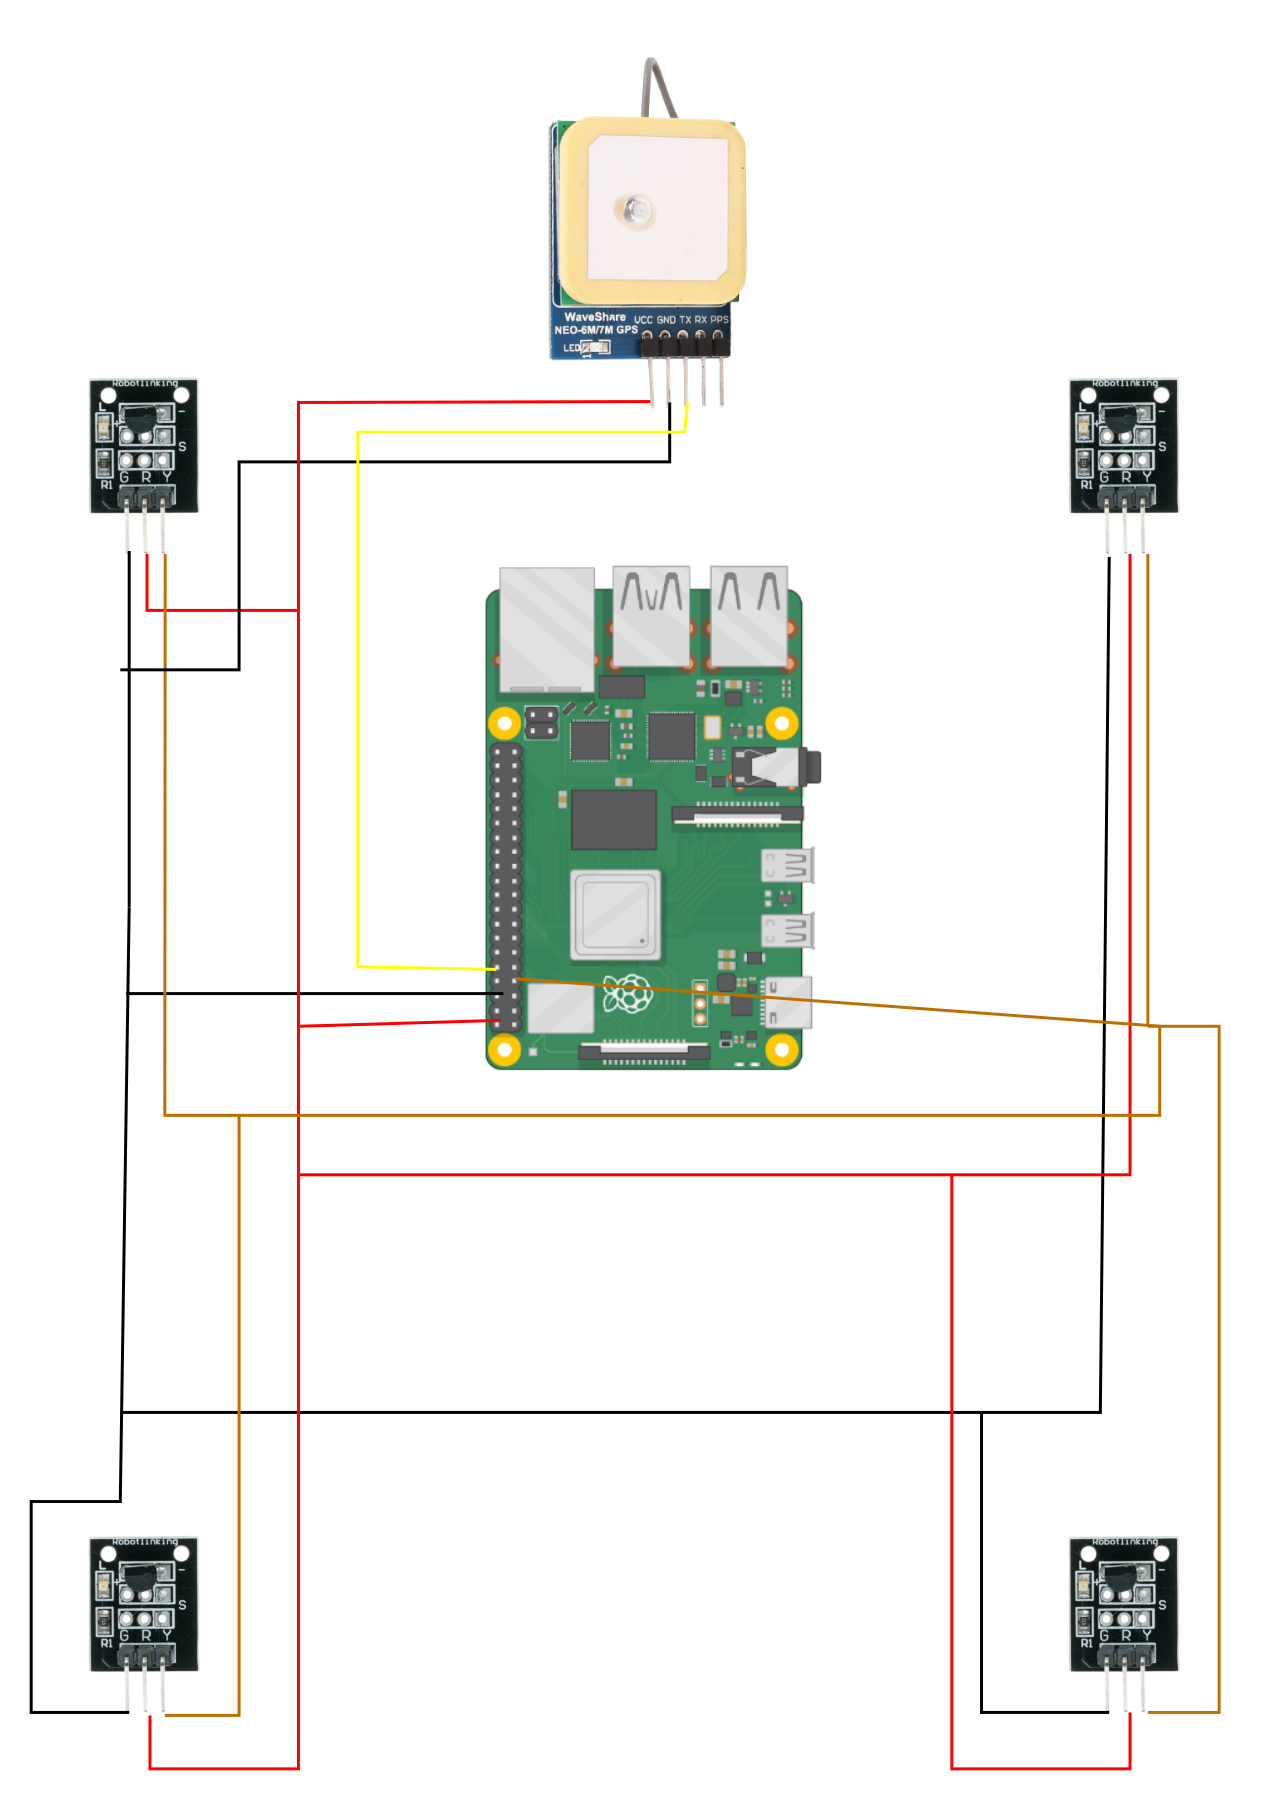 WaveShare
NEO-6M/7M GPS
VCC GND TX RX PPS
LED
Robotlinking
L
-
S
G R Y
R1
Robotlinking
L
-
S
G R Y
R1
Robotlinking
L
-
S
G R Y
R1
Robotlinking
L
-
S
G R Y
R1